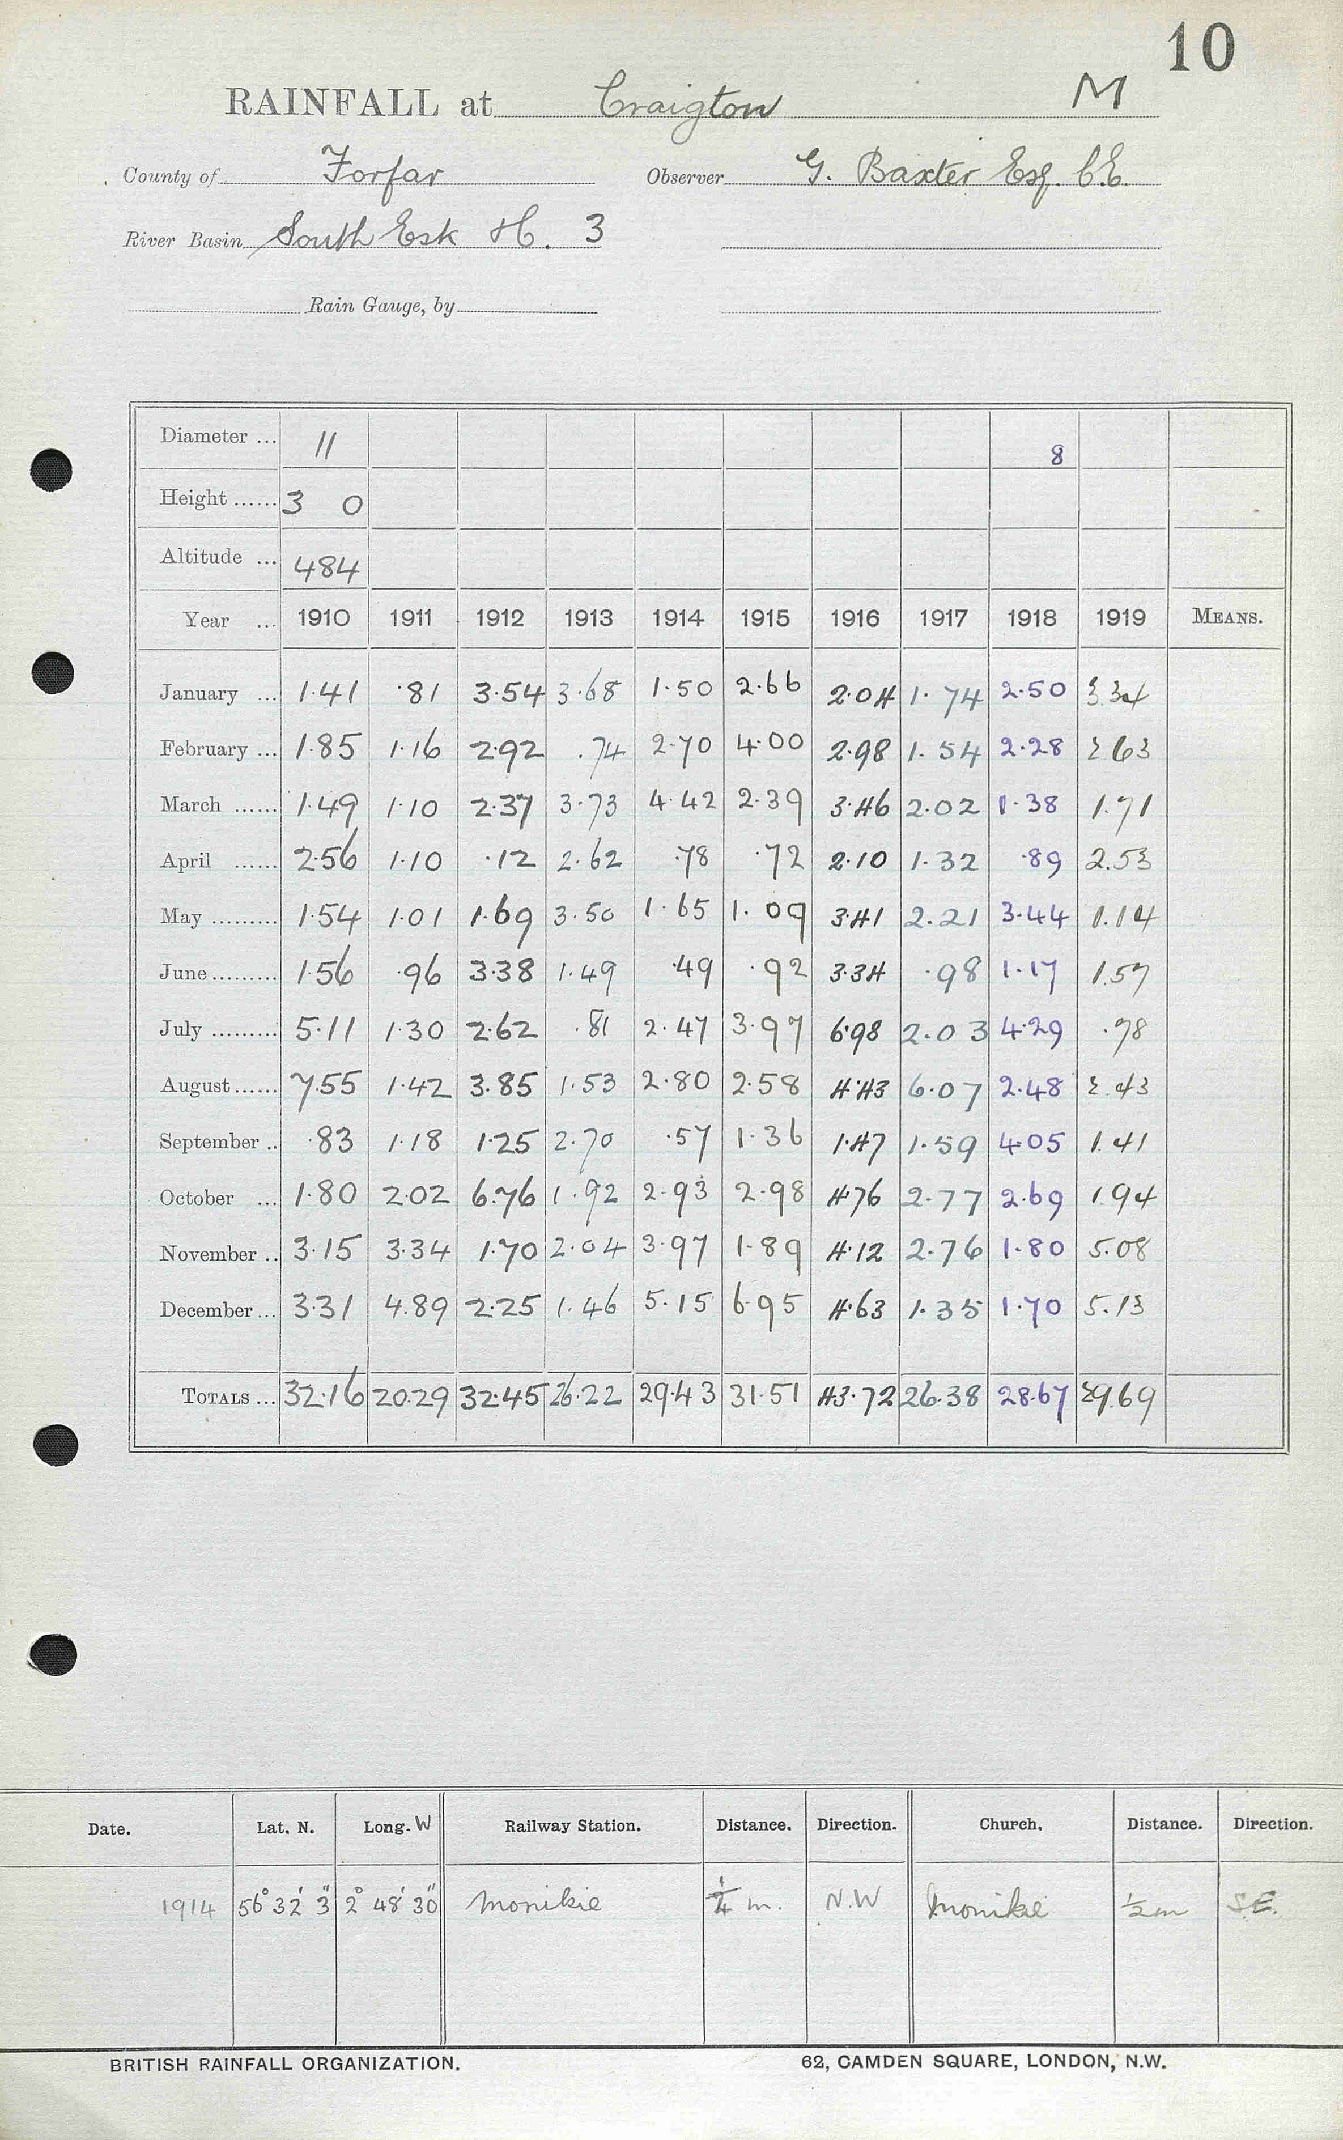 10
RAINFALL at Craigton M
County of Forfar Observer G. Baxter Esq. C.E.
River Basin South Esk H. 3
Rain Gauge, by
Diameter ... 11 8
Height ...... 3 0
Altitude ... 484
Year ... 1910 1911 1912 1913 1914 1915 1916 1917 1918 1919 MEANS.
January ... 1.41 .81 3.54 3.68 1.50 2.66 2.04 1.74 2.50 3.34
February ... 1.85 1.16 2.92 .74 2.70 4.00 2.98 1.54 2.28 2.63
March ...... 1.49 1.10 2.37 3.73 4.42 2.39 3.46 2.02 1.38 1.71
April ...... 2.56 1.10 .12 2.62 .78 .72 2.10 1.32 .89 2.53
May ......... 1.54 1.01 1.69 3.50 1.65 1.09 3.41 2.21 3.44 1.14
June ......... 1.56 .96 3.38 1.49 .49 .92 3.34 .98 1.17 1.57
July ......... 5.11 1.30 2.62 .81 2.47 3.97 6.98 2.03 4.29 .78
August...... 7.55 1.42 3.85 1.53 2.80 2.58 4.43 6.07 2.48 2.43
September .. .83 1.18 1.25 2.70 .57 1.36 1.47 1.59 4.05 1.41
October ... 1.80 2.02 6.76 1.92 2.93 2.98 4.76 2.77 2.69 1.94
November .. 3.15 3.34 1.70 2.04 3.97 1.89 4.12 2.76 1.80 5.08
December ... 3.31 4.89 2.25 1.46 5.15 6.95 4.63 1.35 1.70 5.13
TOTALS ... 32.16 20.29 32.45 26.22 29.43 31.51 43.72 26.38 28.67 29.69
Date. Lat. N. Long. W Railway Station. Distance. Direction. Church. Distance. Direction.
1914 56° 32' 3" 2° 48' 30" Monikie 1/4 m. N.W Monikie 1/2 m S.E.
BRITISH RAINFALL ORGANIZATION. 62, CAMDEN SQUARE, LONDON, N.W.